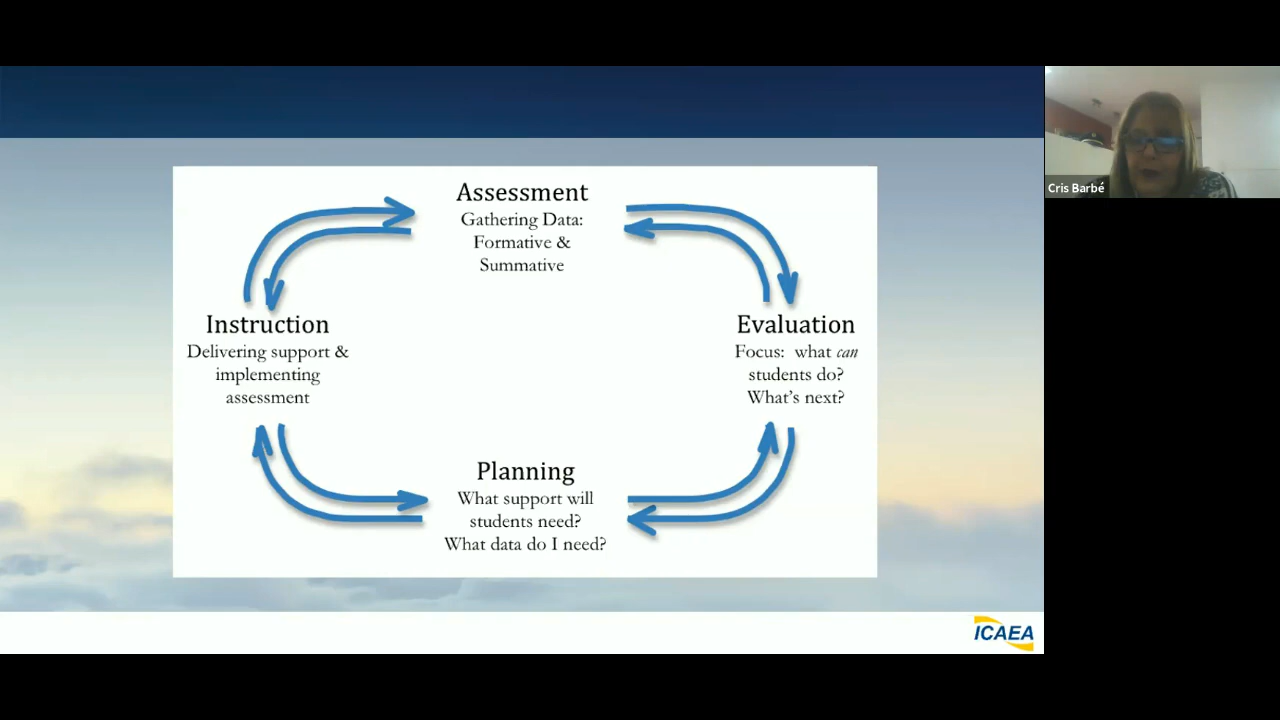 Assessment
Gathering Data:
Formative &
Summative
Instruction
Delivering support &
implementing
assessment
Evaluation
Focus: what can
students do?
What's next?
Planning
What support will
students need?
What data do I need?
ICAEA
Cris Barbé